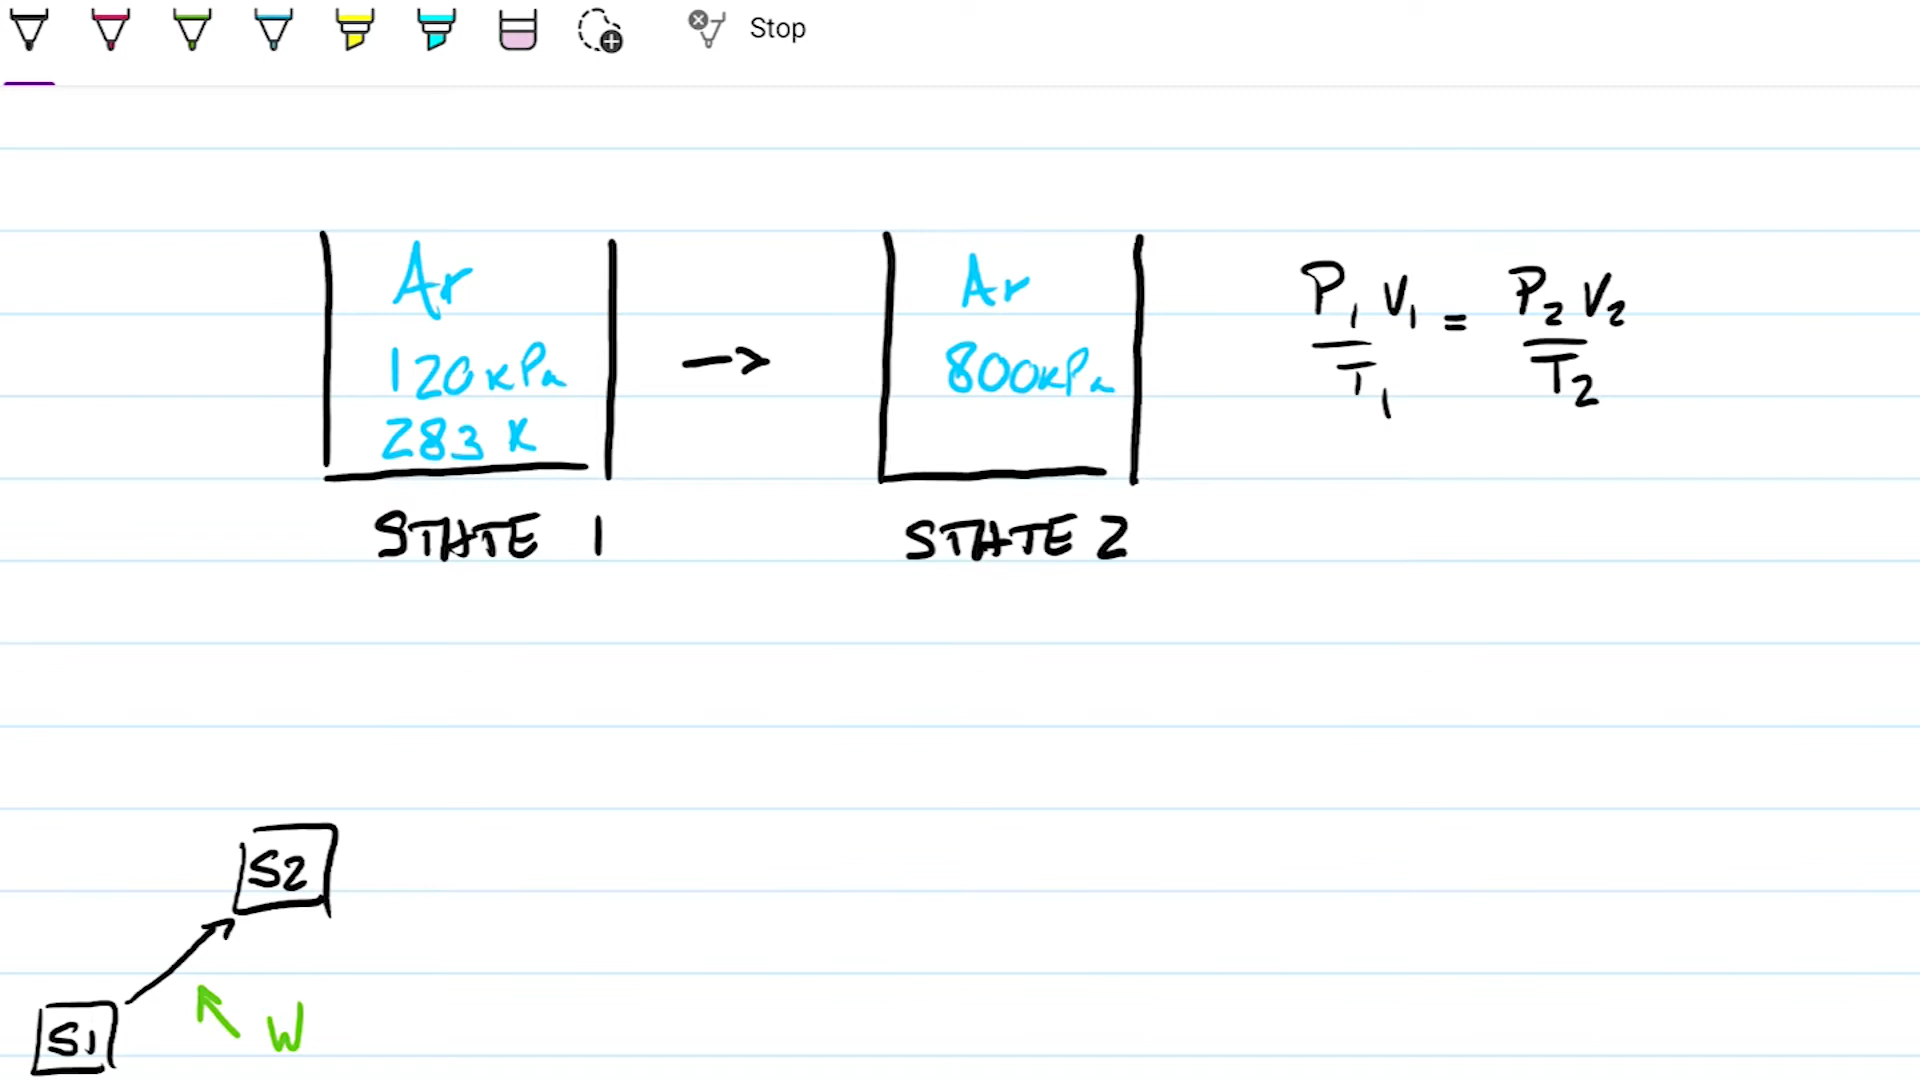 Stop
Ar
120 kPa
283 K
STATE 1
→
Ar
800 kPa
STATE 2
P₁ V₁ / T₁ = P₂ V₂ / T₂
S2
S1
W